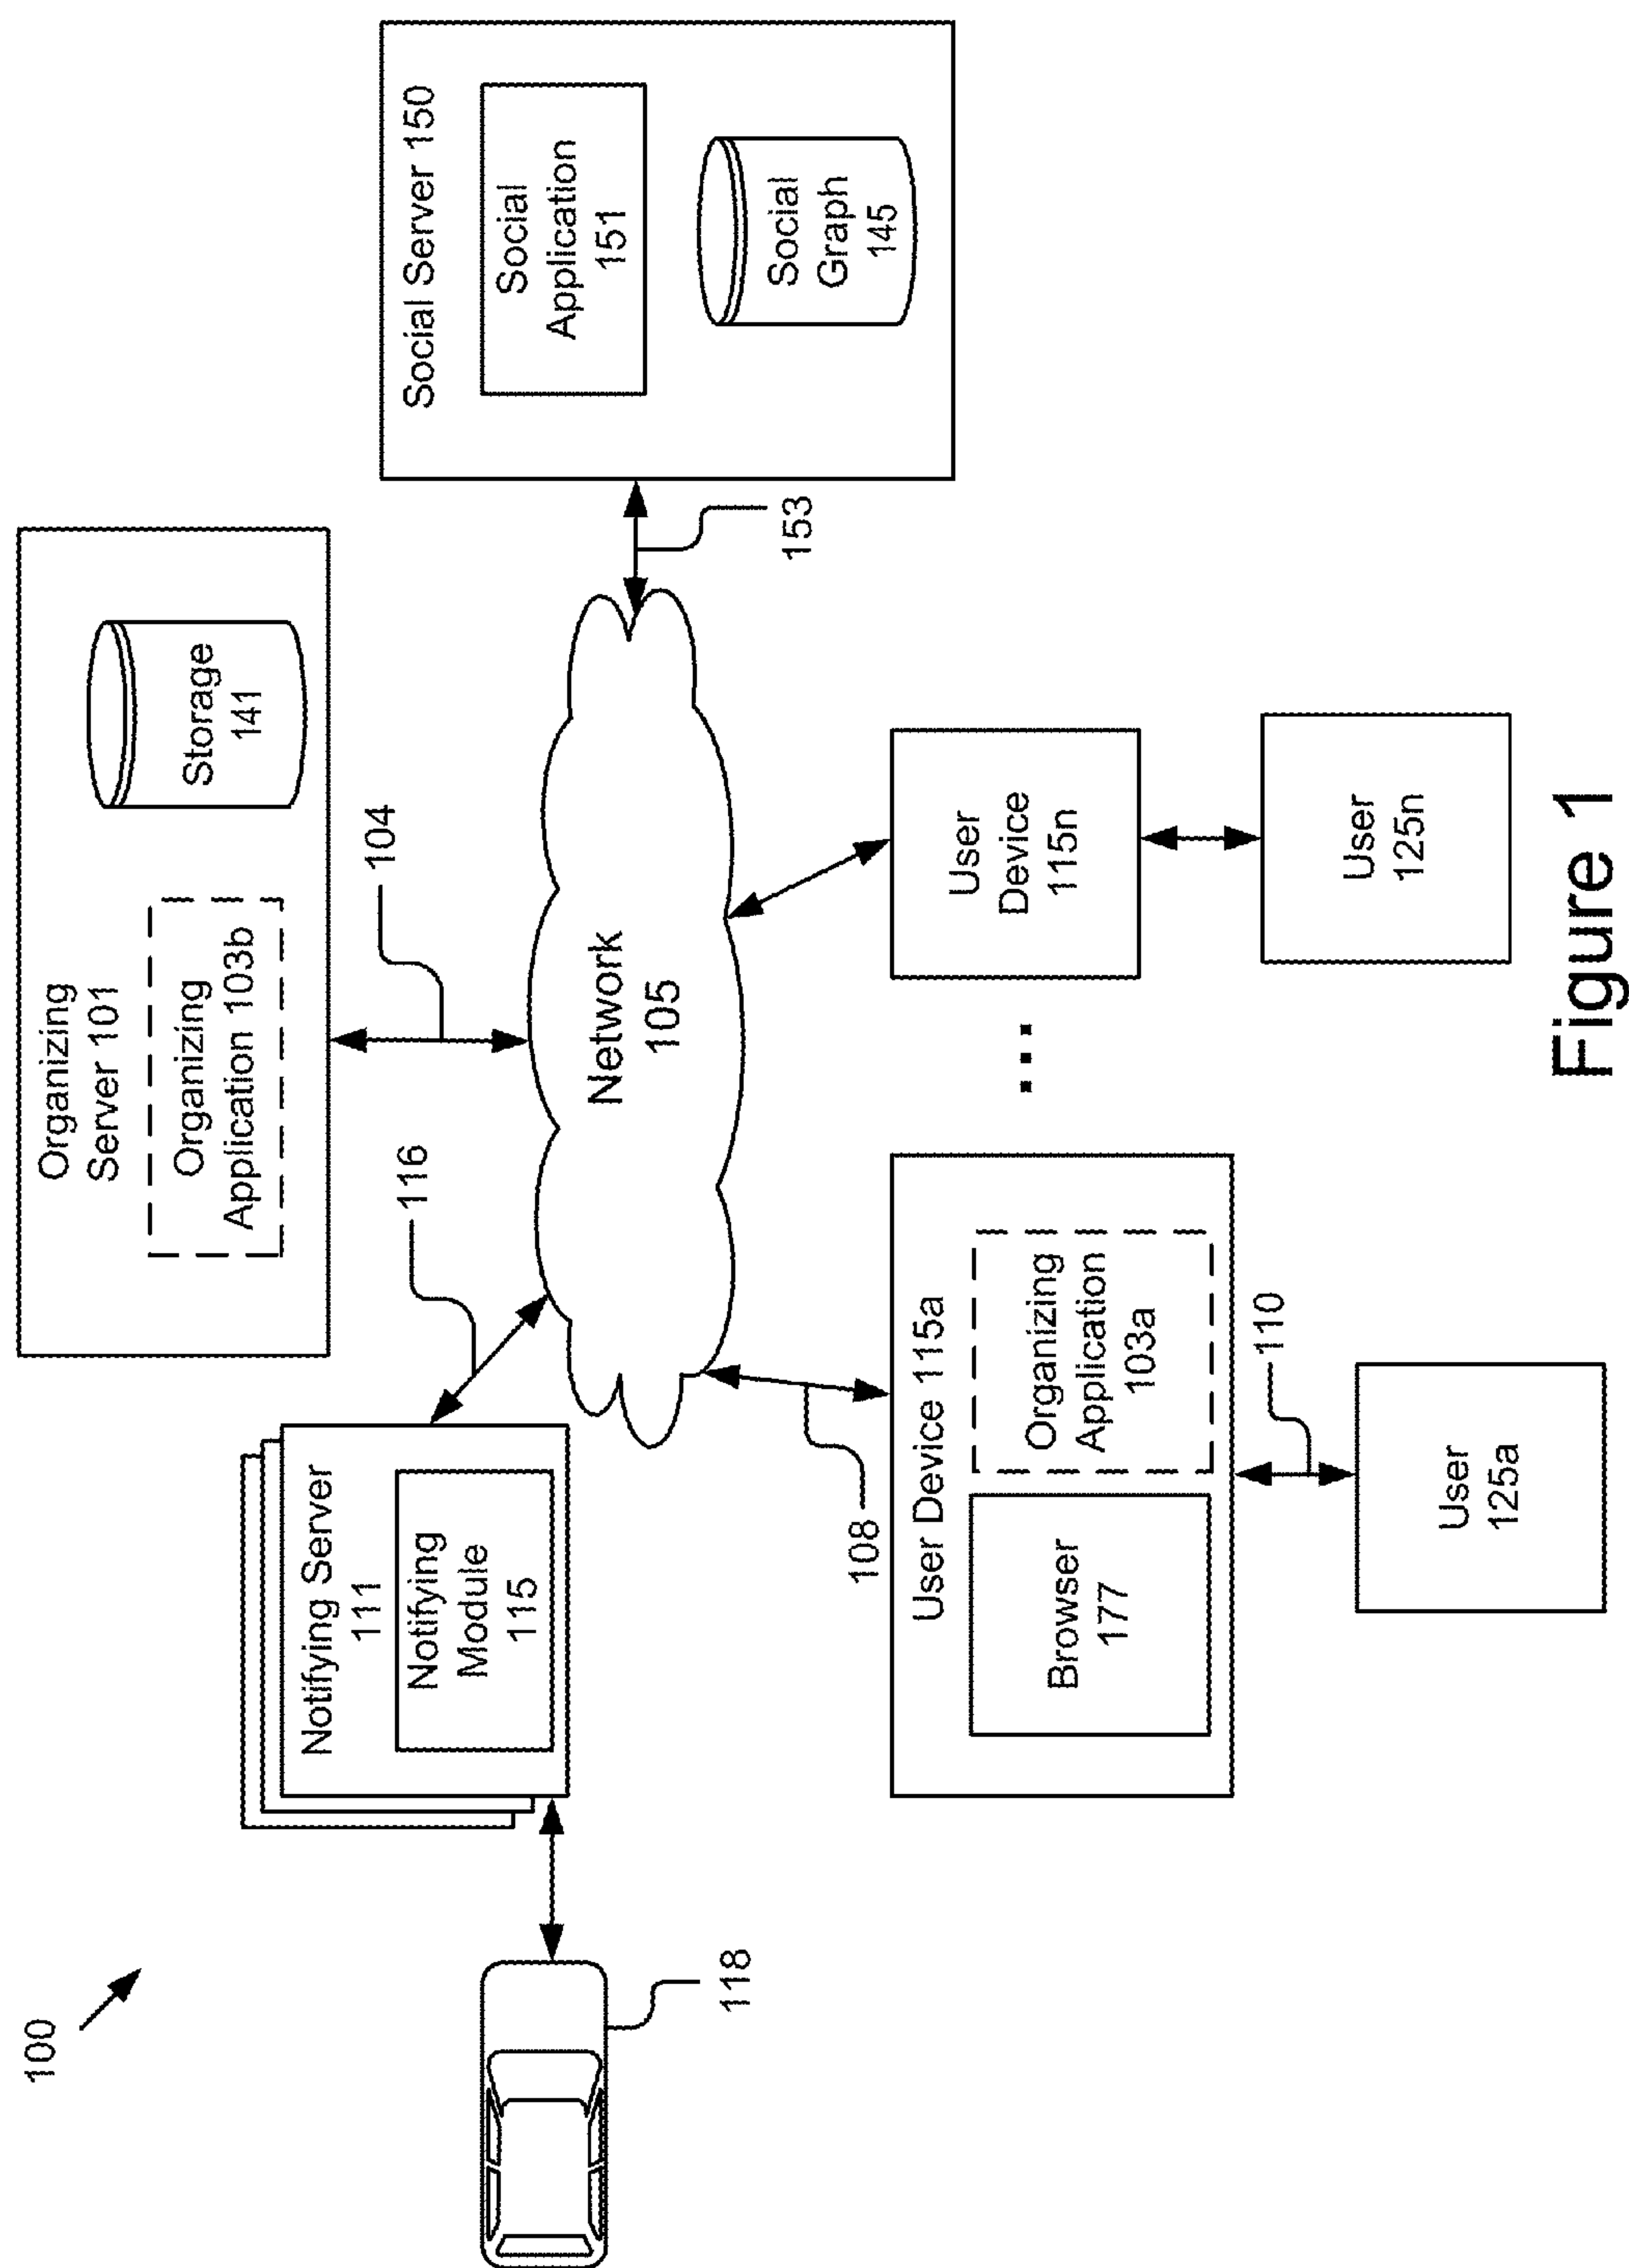 100
Organizing
Server 101
Organizing
Application 103b
Storage
141
Notifying Server
111
Notifying
Module
115
116
104
Social Server 150
Social
Application
151
Social
Graph
145
118
Network
105
153
108
User Device 115a
Browser
177
Organizing
Application
103a
...
User
Device
115n
110
User
125a
User
125n
Figure 1